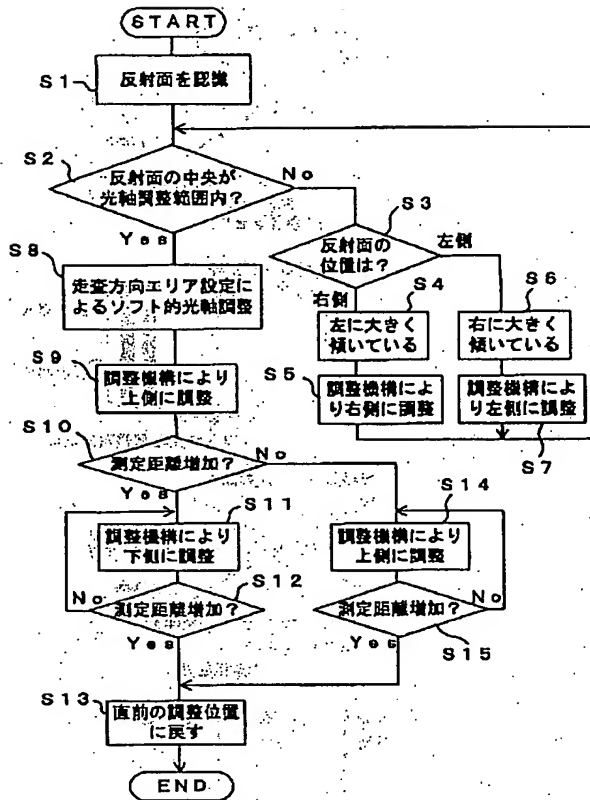 START
S1
反射面を認識
S2
反射面の中央が
光軸調整範囲内?
No
Yes
S3
反射面の
位置は?
左側
右側
S4
左に大きく
傾いている
S5
調整機構によ
り右側に調整
S6
右に大きく
傾いている
調整機構によ
り左側に調整
S7
S8
走査方向エリア設定に
よるソフト的光軸調整
S9
調整機構により
上側に調整
S10
測定距離増加?
No
Yes
S11
調整機構により
下側に調整
S12
測定距離増加?
No
Yes
S14
調整機構により
上側に調整
測定距離増加?
No
Yes
S15
S13
直前の調整位置
に戻す
END